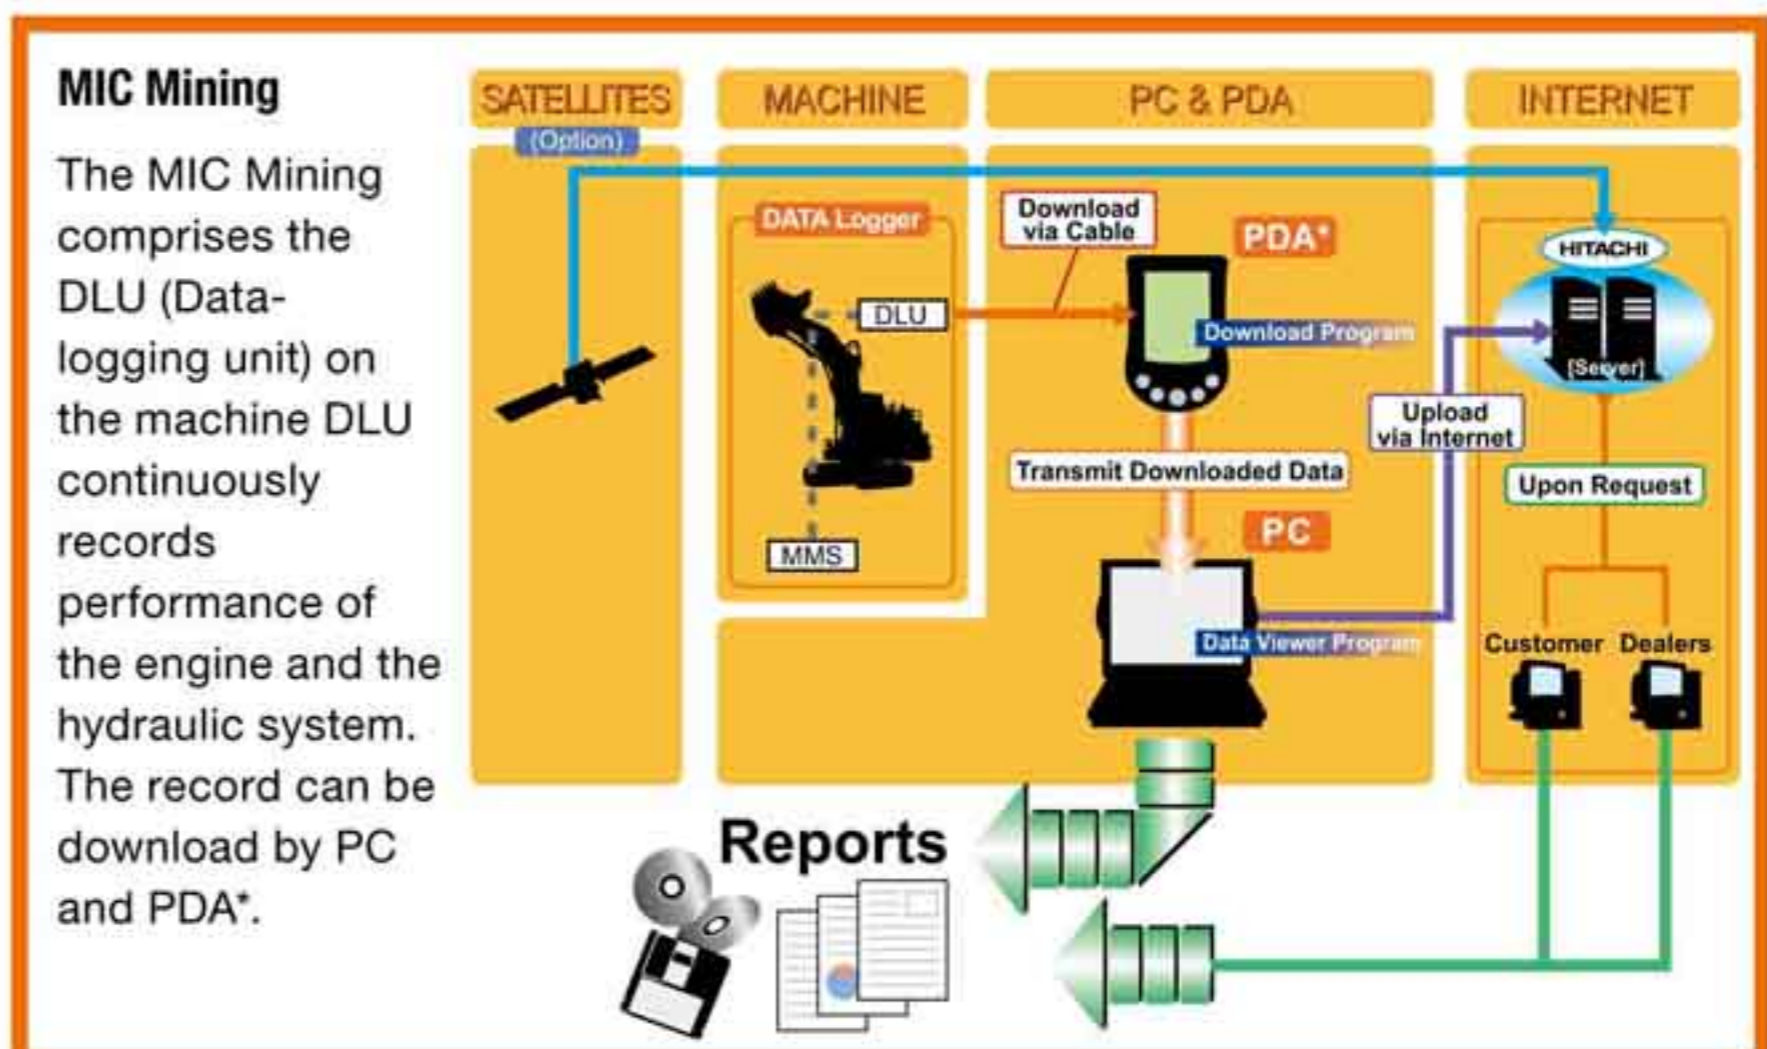 MIC Mining
The MIC Mining
comprises the
DLU (Data-
logging unit) on
the machine DLU
continuously
records
performance of
the engine and the
hydraulic system.
The record can be
download by PC
and PDA*.
SATELLITES
(Option)
MACHINE
PC & PDA
INTERNET
DATA Logger
DLU
MMS
Download
via Cable
PDA*
Download Program
Transmit Downloaded Data
PC
Data Viewer Program
Upload
via Internet
HITACHI
[Server]
Upon Request
Customer
Dealers
Reports